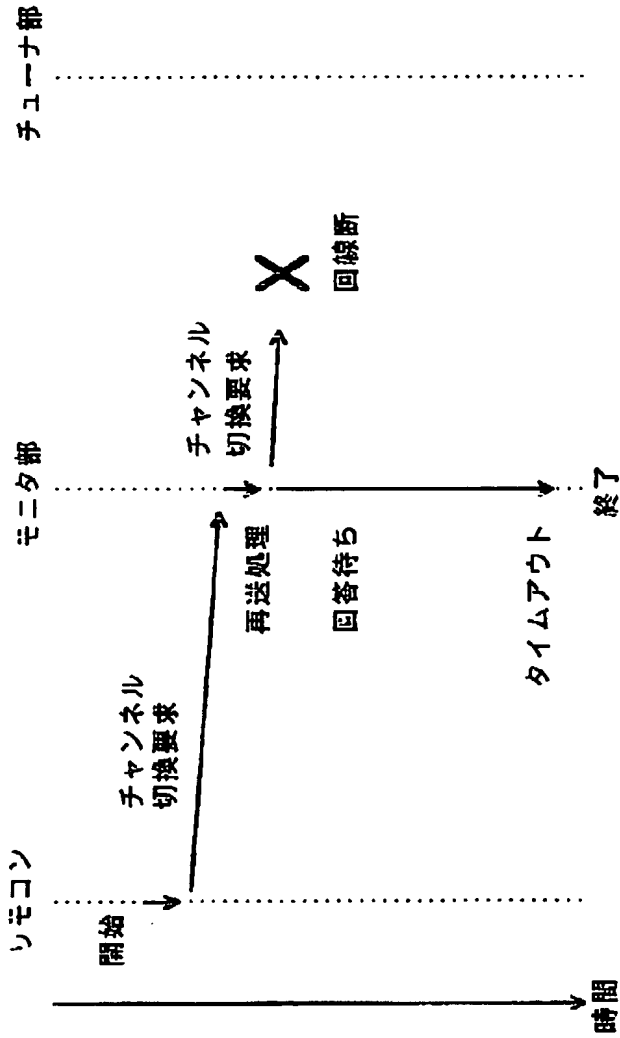 リモコン
モニタ部
チューナ部
開始
チャンネル
切換要求
再送処理
チャンネル
切換要求
回線断
回答待ち
タイムアウト
時間
終了